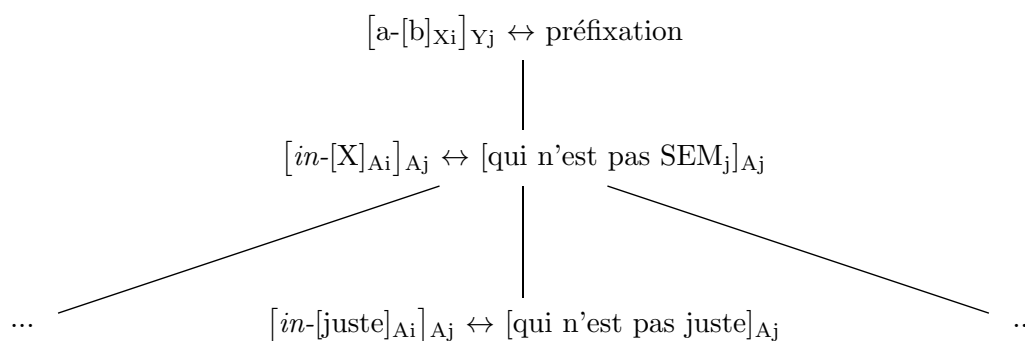 [a-[b]Xi]Yj ↔ préfixation
[in-[X]Ai]Aj ↔ [qui n'est pas SEMj]Aj
... [in-[juste]Ai]Aj ↔ [qui n'est pas juste]Aj ..